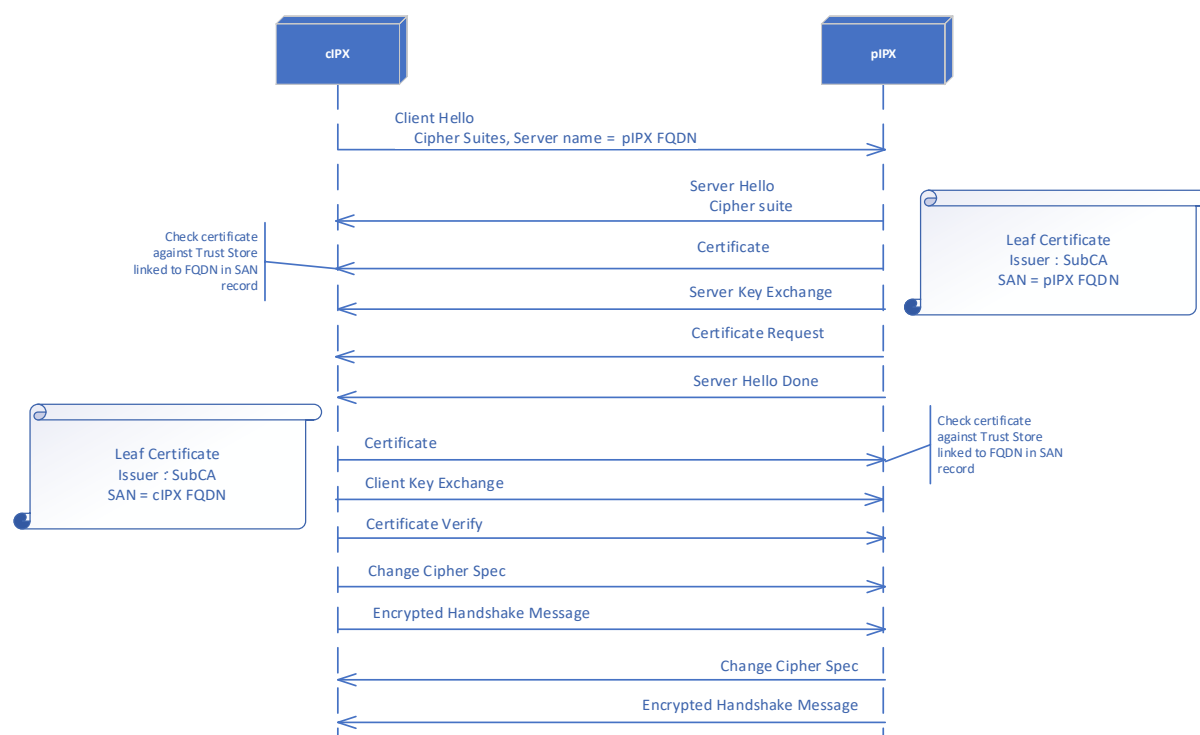 cIPX
pIPX
Client Hello
Cipher Suites, Server name = pIPX FQDN
Server Hello
Cipher suite
Check certificate
against Trust Store
linked to FQDN in SAN
record
Certificate
Leaf Certificate
Issuer : SubCA
SAN = pIPX FQDN
Server Key Exchange
Certificate Request
Server Hello Done
Leaf Certificate
Issuer : SubCA
SAN = cIPX FQDN
Certificate
Check certificate
against Trust Store
linked to FQDN in SAN
record
Client Key Exchange
Certificate Verify
Change Cipher Spec
Encrypted Handshake Message
Change Cipher Spec
Encrypted Handshake Message